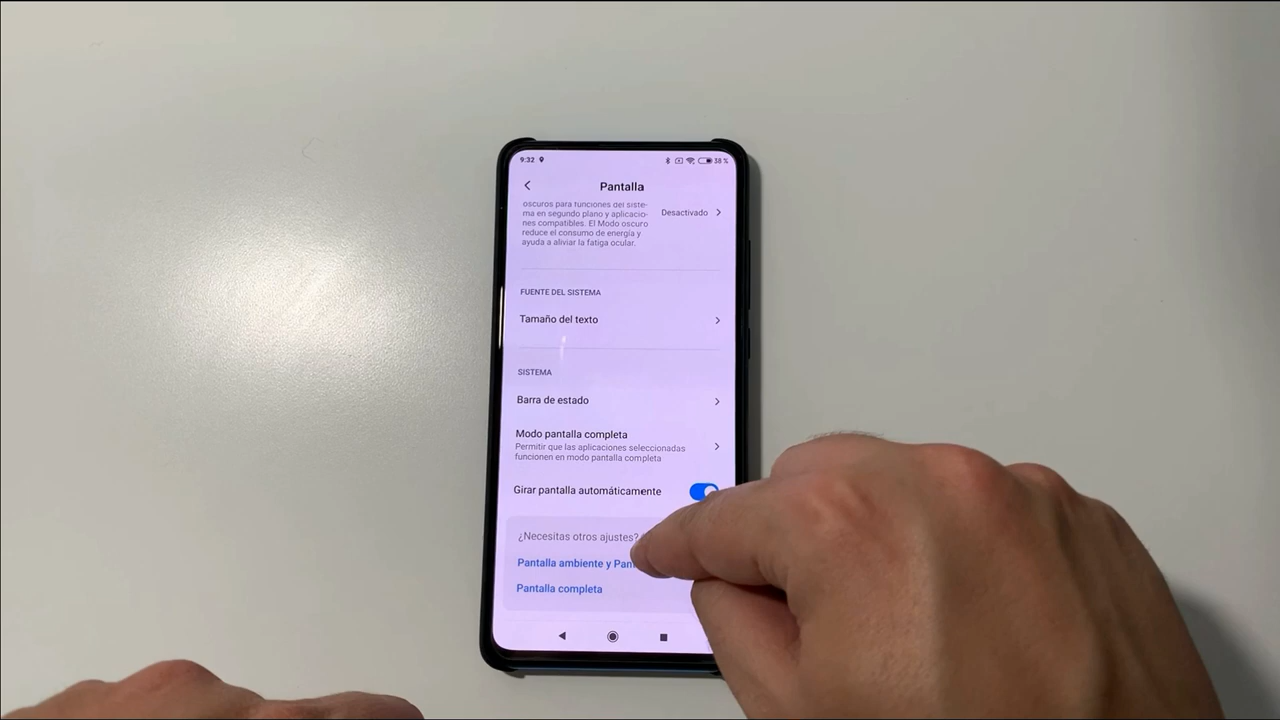 9:32
38 %
Pantalla
oscuros para funciones del siste-
ma en segundo plano y aplicacio-
nes compatibles. El Modo oscuro
reduce el consumo de energía y
ayuda a aliviar la fatiga ocular.
Desactivado
FUENTE DEL SISTEMA
Tamaño del texto
SISTEMA
Barra de estado
Modo pantalla completa
Permitir que las aplicaciones seleccionadas
funcionen en modo pantalla completa
Girar pantalla automáticamente
¿Necesitas otros ajustes?
Pantalla ambiente y
Pantalla completa